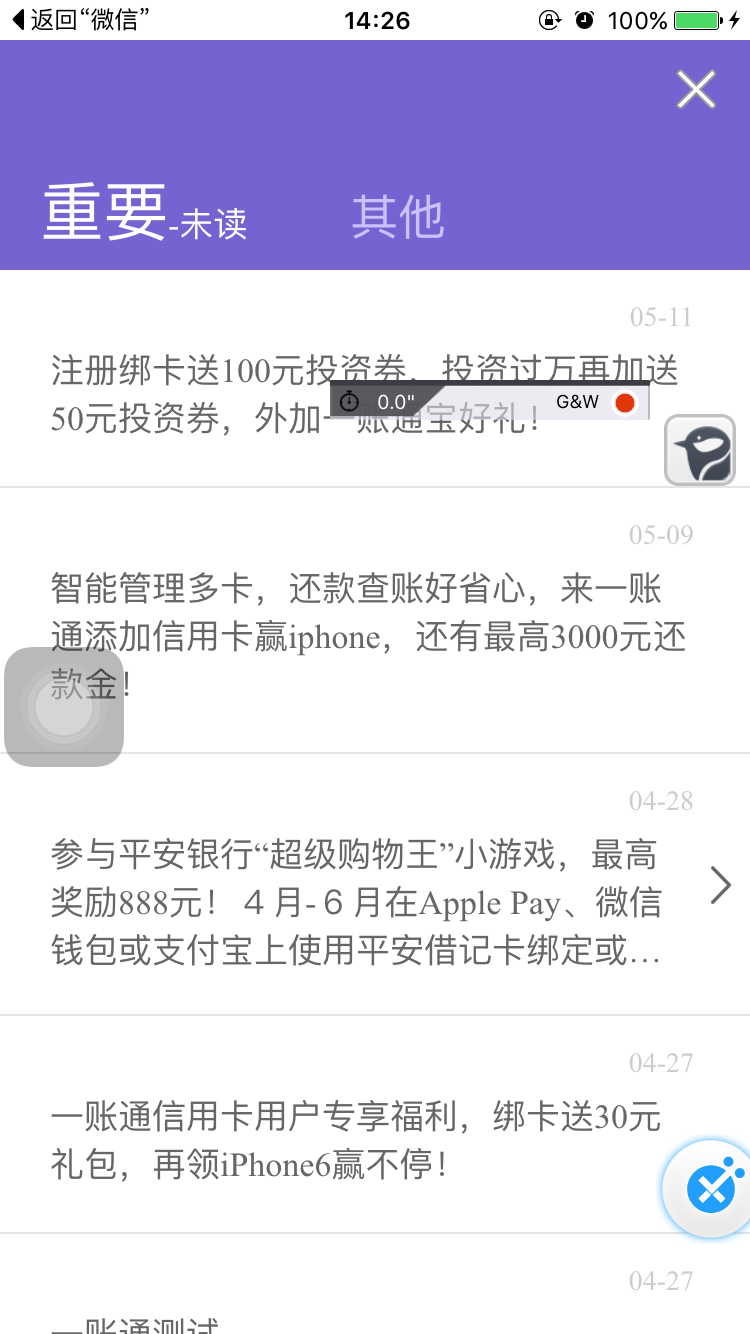 返回“微信”
14:26
100%
重要-未读
其他
05-11
注册绑卡送100元投资券，投资过万再加送
50元投资券，外加一账通宝好礼！
0.0"
G&W
05-09
智能管理多卡，还款查账好省心，来一账
通添加信用卡赢iphone，还有最高3000元还
款金！
04-28
参与平安银行“超级购物王”小游戏，最高
奖励888元！４月-６月在Apple Pay、微信
钱包或支付宝上使用平安借记卡绑定或...
04-27
一账通信用卡用户专享福利，绑卡送30元
礼包，再领iPhone6赢不停！
04-27
一账通测试